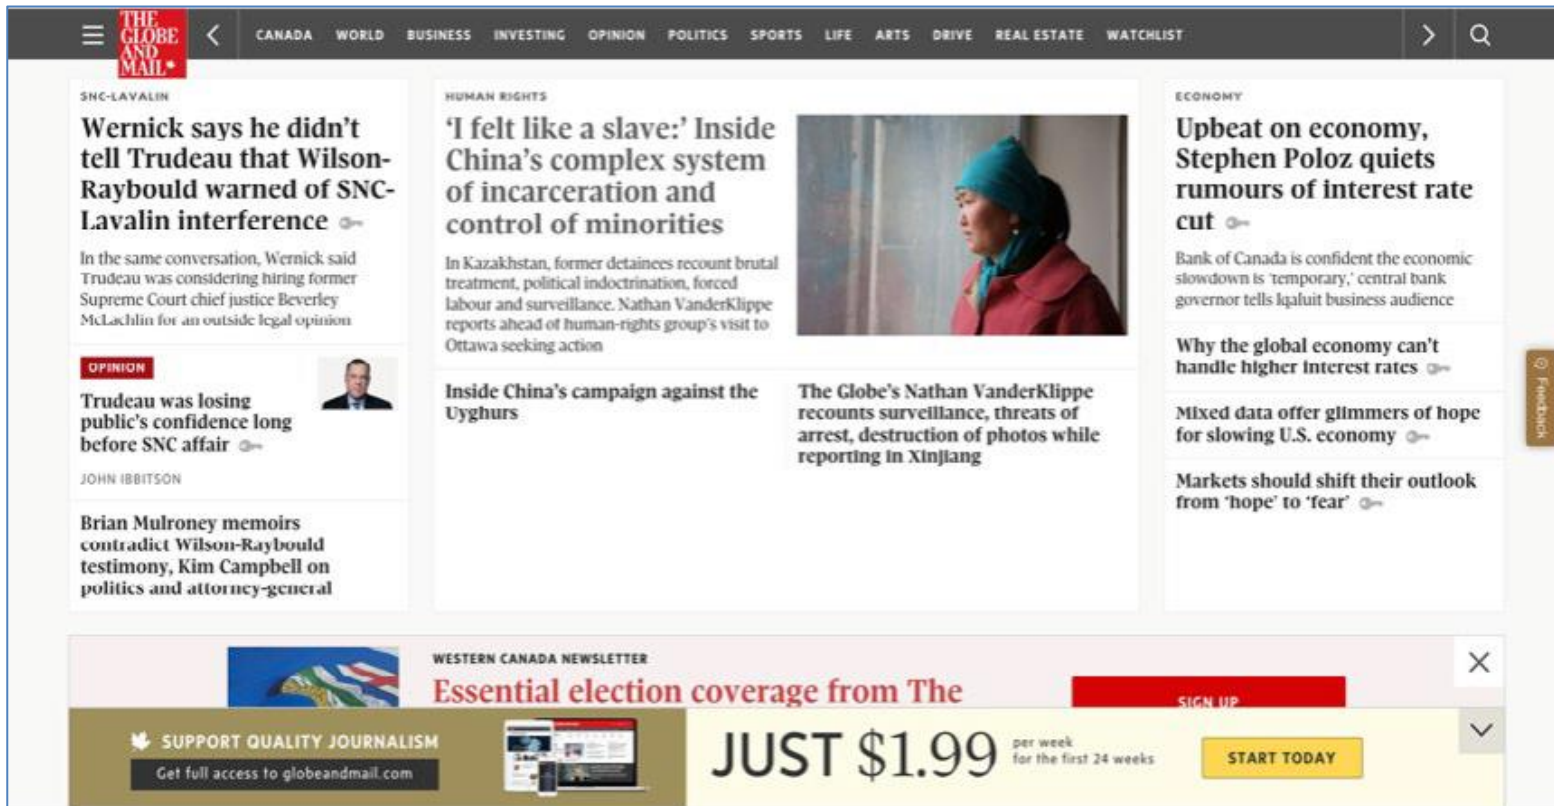 THE
GLOBE
AND
MAIL
CANADA WORLD BUSINESS INVESTING OPINION POLITICS SPORTS LIFE ARTS DRIVE REAL ESTATE WATCHLIST
SNC-LAVALIN
Wernick says he didn't
tell Trudeau that Wilson-
Raybould warned of SNC-
Lavalin interference
In the same conversation, Wernick said
Trudeau was considering hiring former
Supreme Court chief justice Beverley
McLachlin for an outside legal opinion
OPINION
Trudeau was losing
public's confidence long
before SNC affair
JOHN IBBITSON
Brian Mulroney memoirs
contradict Wilson-Raybould
testimony, Kim Campbell on
politics and attorney-general
HUMAN RIGHTS
'I felt like a slave:' Inside
China's complex system
of incarceration and
control of minorities
In Kazakhstan, former detainees recount brutal
treatment, political indoctrination, forced
labour and surveillance. Nathan VanderKlippe
reports ahead of human-rights group's visit to
Ottawa seeking action
Inside China's campaign against the
Uyghurs
The Globe's Nathan VanderKlippe
recounts surveillance, threats of
arrest, destruction of photos while
reporting in Xinjiang
ECONOMY
Upbeat on economy,
Stephen Poloz quiets
rumours of interest rate
cut
Bank of Canada is confident the economic
slowdown is 'temporary,' central bank
governor tells Iqaluit business audience
Why the global economy can't
handle higher interest rates
Mixed data offer glimmers of hope
for slowing U.S. economy
Markets should shift their outlook
from 'hope' to 'fear'
Feedback
WESTERN CANADA NEWSLETTER
Essential election coverage from The
SIGN UP
SUPPORT QUALITY JOURNALISM
Get full access to globeandmail.com
JUST $1.99
per week
for the first 24 weeks
START TODAY